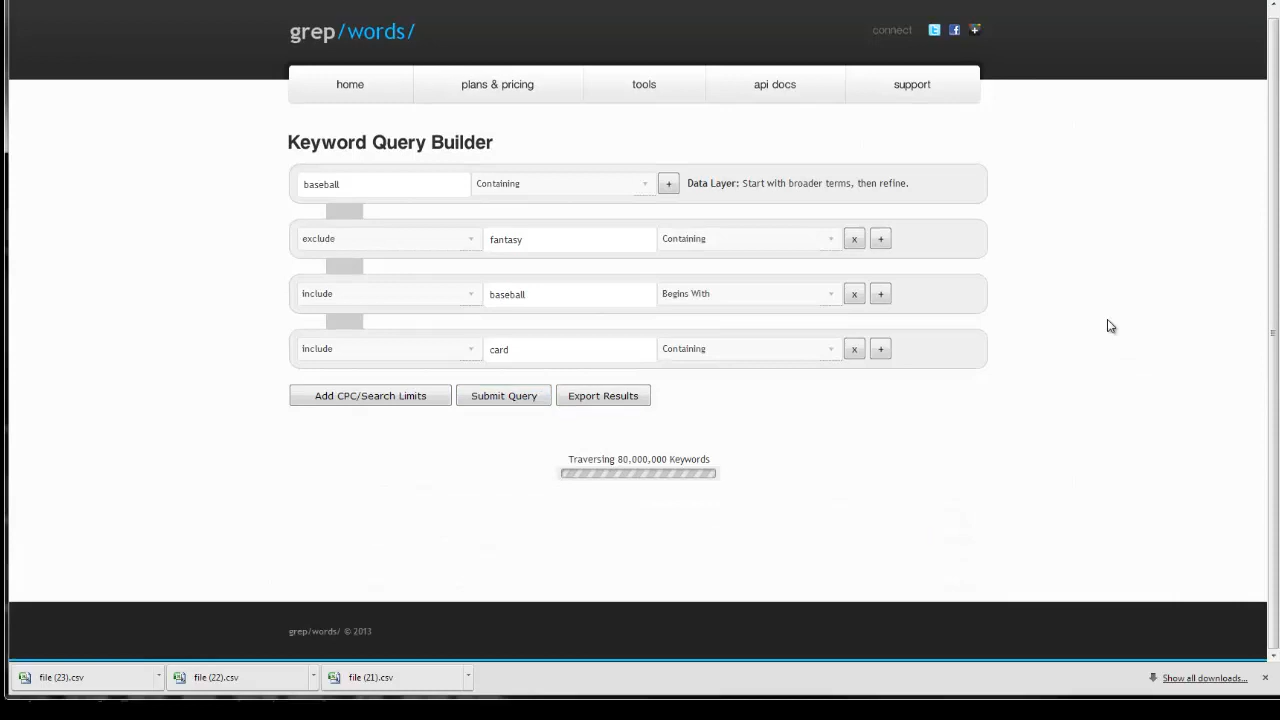 grep/words/
connect
home plans & pricing tools api docs support
Keyword Query Builder
baseball Containing + Data Layer: Start with broader terms, then refine.
exclude fantasy Containing x +
include baseball Begins With x +
include card Containing x +
Add CPC/Search Limits Submit Query Export Results
Traversing 80,000,000 Keywords
grep/words/ © 2013
file (23).csv file (22).csv file (21).csv Show all downloads... x